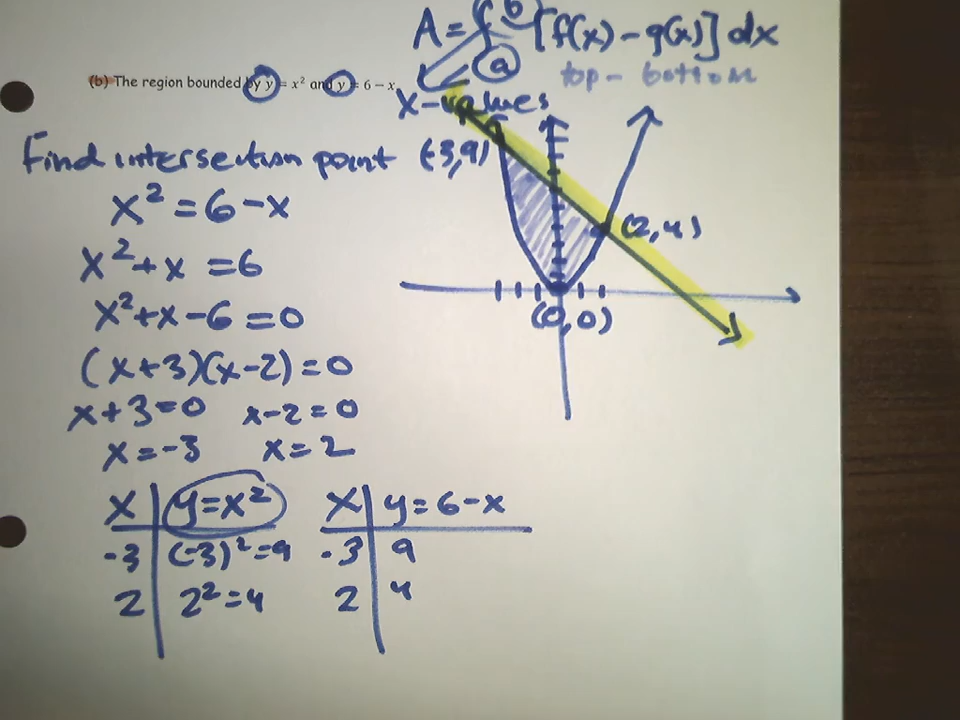 A = ∫ₐᵇ [f(x) - g(x)] dx
top - bottom
x-values
(b) The region bounded by y = x² and y = 6 − x.
Find intersection point
(-3,9)
(2,4)
(0,0)
x² = 6 - x
x² + x = 6
x² + x - 6 = 0
(x+3)(x-2) = 0
x+3=0 x-2=0
x = -3 x = 2
x y=x² x y=6-x
-3 (-3)²=9 -3 9
2 2²=4 2 4